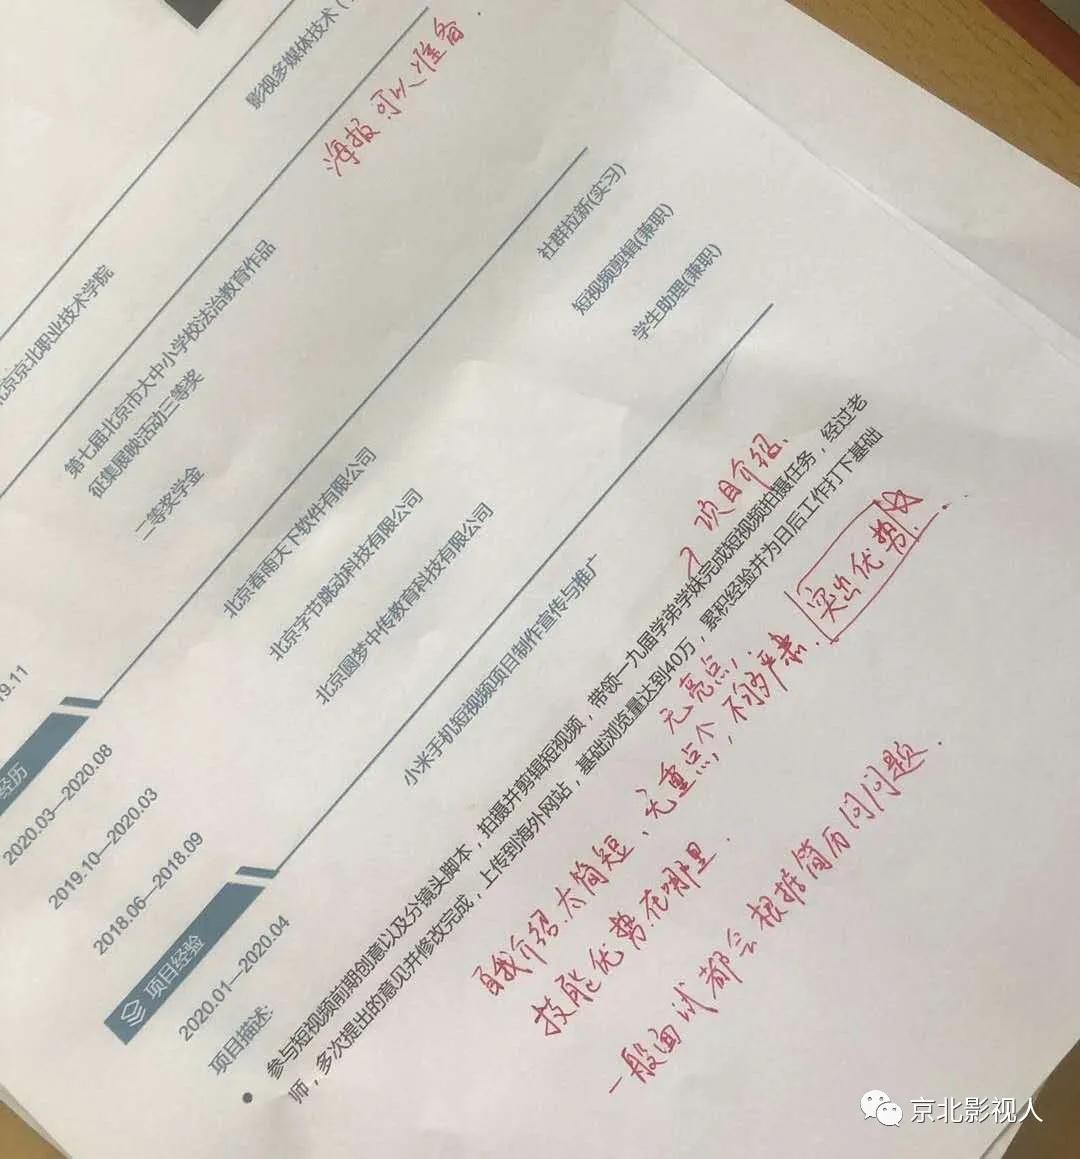 影视多媒体技术（
海报可以准备
北京京北职业技术学院
第七届北京市大中小学校法治教育作品
征集展映活动三等奖
二等奖学金
19.11
经历
2020.03—2020.08 北京春雨天下软件有限公司 社群拉新(实习)
2019.10—2020.03 北京字节跳动科技有限公司 短视频剪辑(兼职)
2018.06—2018.09 北京圆梦中传教育科技有限公司 学生助理(兼职)
项目经验
2020.01—2020.04 小米手机短视频项目制作宣传与推广
项目描述:
项目介绍
参与短视频前期创意以及分镜头脚本，拍摄并剪辑短视频，带领一九届学弟学妹完成短视频拍摄任务，经过老
师，多次提出的意见并修改完成，上传到海外网站，基础浏览量达到40万，累积经验并为日后工作打下基础
自我介绍太简短，无亮点，
无重点，不够严肃.
突出优势
技能优势在哪里.
一般面试都会根据简历问问题.
京北影视人